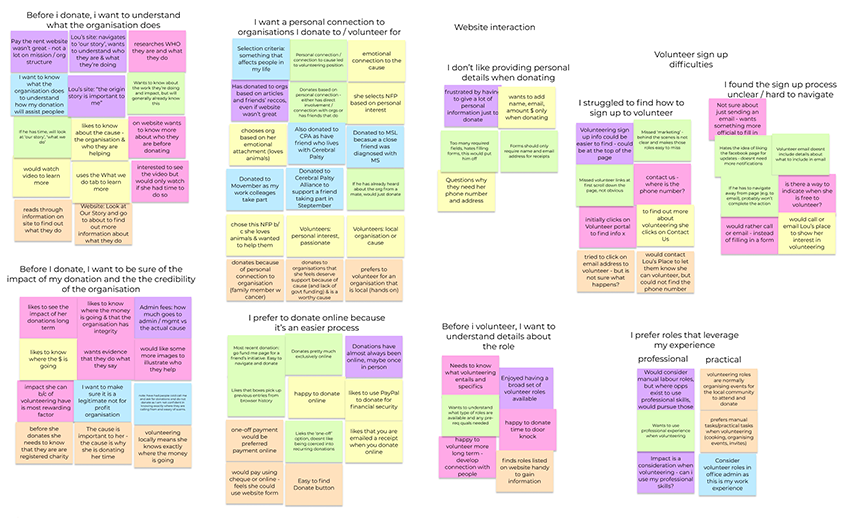 Before i donate, i want to understand
what the organisation does
Pay the rent website
wasn't great - not a
lot on mission / org
structure
Lou's site: navigates
to 'our story', wants
to understand who
they are & what
they're doing
researches WHO
they are and what
they do
I want to know
what the
organisation does
to understand
how my donation
will assist people
Lou's site: "the origin
story is important to
me"
Wants to know about
the work they're doing
and impact, but will
generally already know
this
if he has time, will look
at our 'story', 'what we
do'
likes to know
about the cause -
the organisation &
who they are
helping
on website wants
to know more
about who they are
before donating
would watch
video to learn
more
uses the What we
do tab to learn
more
interested to see
the video but
would only watch
if she had time to
do so
reads through
information on
site to find out
what they do
Website: Look at
Our Story and go
to about to find
out more
information about
what they do
I want a personal connection to
organisations I donate to / volunteer for
Selection criteria:
something that
affects people in
my life
Personal connection /
connection to cause led
to volunteering position
emotional
connection to the
cause
Has donated to orgs
based on articles
and friends' reccos,
even if website
wasn't great
Donates based on
personal connection -
either has direct
involvement /
connection with orgs or
has friends that do
she selects NFP
based on personal
interest
chooses org based
on her emotional
attachment (loves
animals)
Also donated to
CPA as have friend
who lives with
Cerebral Palsy
Donated to MSL,
because a close
friend was
diagnosed with
MS
Donated to
Movember as my
work colleages
take part
Donated to
Cerebral Palsy
Alliance to support
a friend taking part
in Steptember
If he has already heard
about the org from a
mate, would just donate
chose this NFP b/
c she loves
animals & wanted
to help them
Volunteers:
personal interest,
passionate
Volunteers: local
organisation or
cause
donates because
of personal
connection to
organisation
(family member w
cancer)
donates to
organisations that
she feels deserve
support because of
cause (and lack of
govt funding) & is a
worthy cause
prefers to
volunteer for an
organisation that
is local (hands on)
Website interaction
I don't like providing personal
details when donating
frustrated by having
to give a lot of
personal
information just to
donate
wants to add
name, email,
amount $ only
when donating
Too many required
fields, hates filling
forms, this would put
him off
Forms should only
require name and email
address for receipts
Questions why
they need her
phone number
and address
Volunteer sign up
difficulties
I struggled to find how to
sign up to volunteer
Volunteering sign
up info could be
easier to find -
could be at the top
of the page
Missed 'marketing' -
behind the scenes is not
clear and makes those
roles easy to miss
Missed volunteer links at
first scroll down the
page, not obvious
contact us -
where is the
phone number?
initially clicks on
Volunteer portal
to find info
to find out more
about
volunteering she
clicks on Contact
Us
tried to click on
email address to
volunteer - but is
not sure what
happens?
would contact
Lou's Place to let
them know she can
volunteer, but
could not find the
phone number
I found the sign up process
unclear / hard to navigate
Not sure about
just sending an
email - wants
something more
official to fill in
Hates the idea of liking
the facebook page for
updates - doesnt need
more notifications
Volunteer email doesnt
indicate details about
what to include in email
If he has to navigate
away from page (e.g. to
email), probably won't
complete the action
is there a way to
indicate when she
is free to
volunteer?
would rather call
or email - instead
of filling in a form
would call or
email Lou's place
to show her
interest in
volunteering
Before I donate, I want to be sure of the
impact of my donation and the the credibility
of the organisation
likes to see the
impact of her
donations long
term
likes to know
where the money
is going & that the
organisation has
integrity
Admin fees: how
much goes to
admin / mgmt vs
the actual cause
likes to know
where the $ is
going
wants evidence
that they do what
they say
would like some
more images to
illustrate who they
help
impact she can
b/c of
volunteering have
is most rewarding
factor
I want to make
sure it is a
legitimate not for
profit
organisation
before she
donates she
needs to know
that they are are
registered charity
The cause is
important to her -
the cause is why
she is donating
her time
volunteering
locally means she
knows exactly
where the money
is going
I prefer to donate online because
it's an easier process
Most recent donation:
go fund me page for a
friend's initiative. Easy to
navigate and donate
Donates pretty much
exclusively online
Donations have
almost always been
online, maybe once
in person
Likes that boxes pick up
previous entries from
browser history
happy to donate
online
likes to use PayPal
to donate for
financial security
one-off payment
would be
preferred
payment online
Likes the 'one off'
option, doesnt like
being coerced into
recurring donations
likes that you are
emailed a receipt
when you donate
online
would pay using
cheque or online -
feels she could
use website form
Easy to find
Donate button
Before i volunteer, I want to
understand details about
the role
Needs to know
what volunteering
entails and
specifics
Enjoyed having a
broad set of
volunteer roles
available
Wants to understand
what type of roles are
available and any pre-
req quals needed
happy to donate
time to door
knock
happy to
volunteer more
long term -
develop
connection with
people
finds roles listed
on website handy
to gain
information
I prefer roles that leverage
my experience
professional
practical
Would consider
manual labour roles,
but where opps
exist to use
professional skills,
would pursue those
volunteering roles
are normally
organising events for
the local community
to attend and
donate
Wants to use
professional experience
when volunteering
prefers manual
tasks/practical tasks
when volunteering
(cooking, organising
events, invites)
Impact is a
consideration when
volunteering - can i
use my professional
skills?
Consider
volunteer roles in
office admin as
this is my work
experience